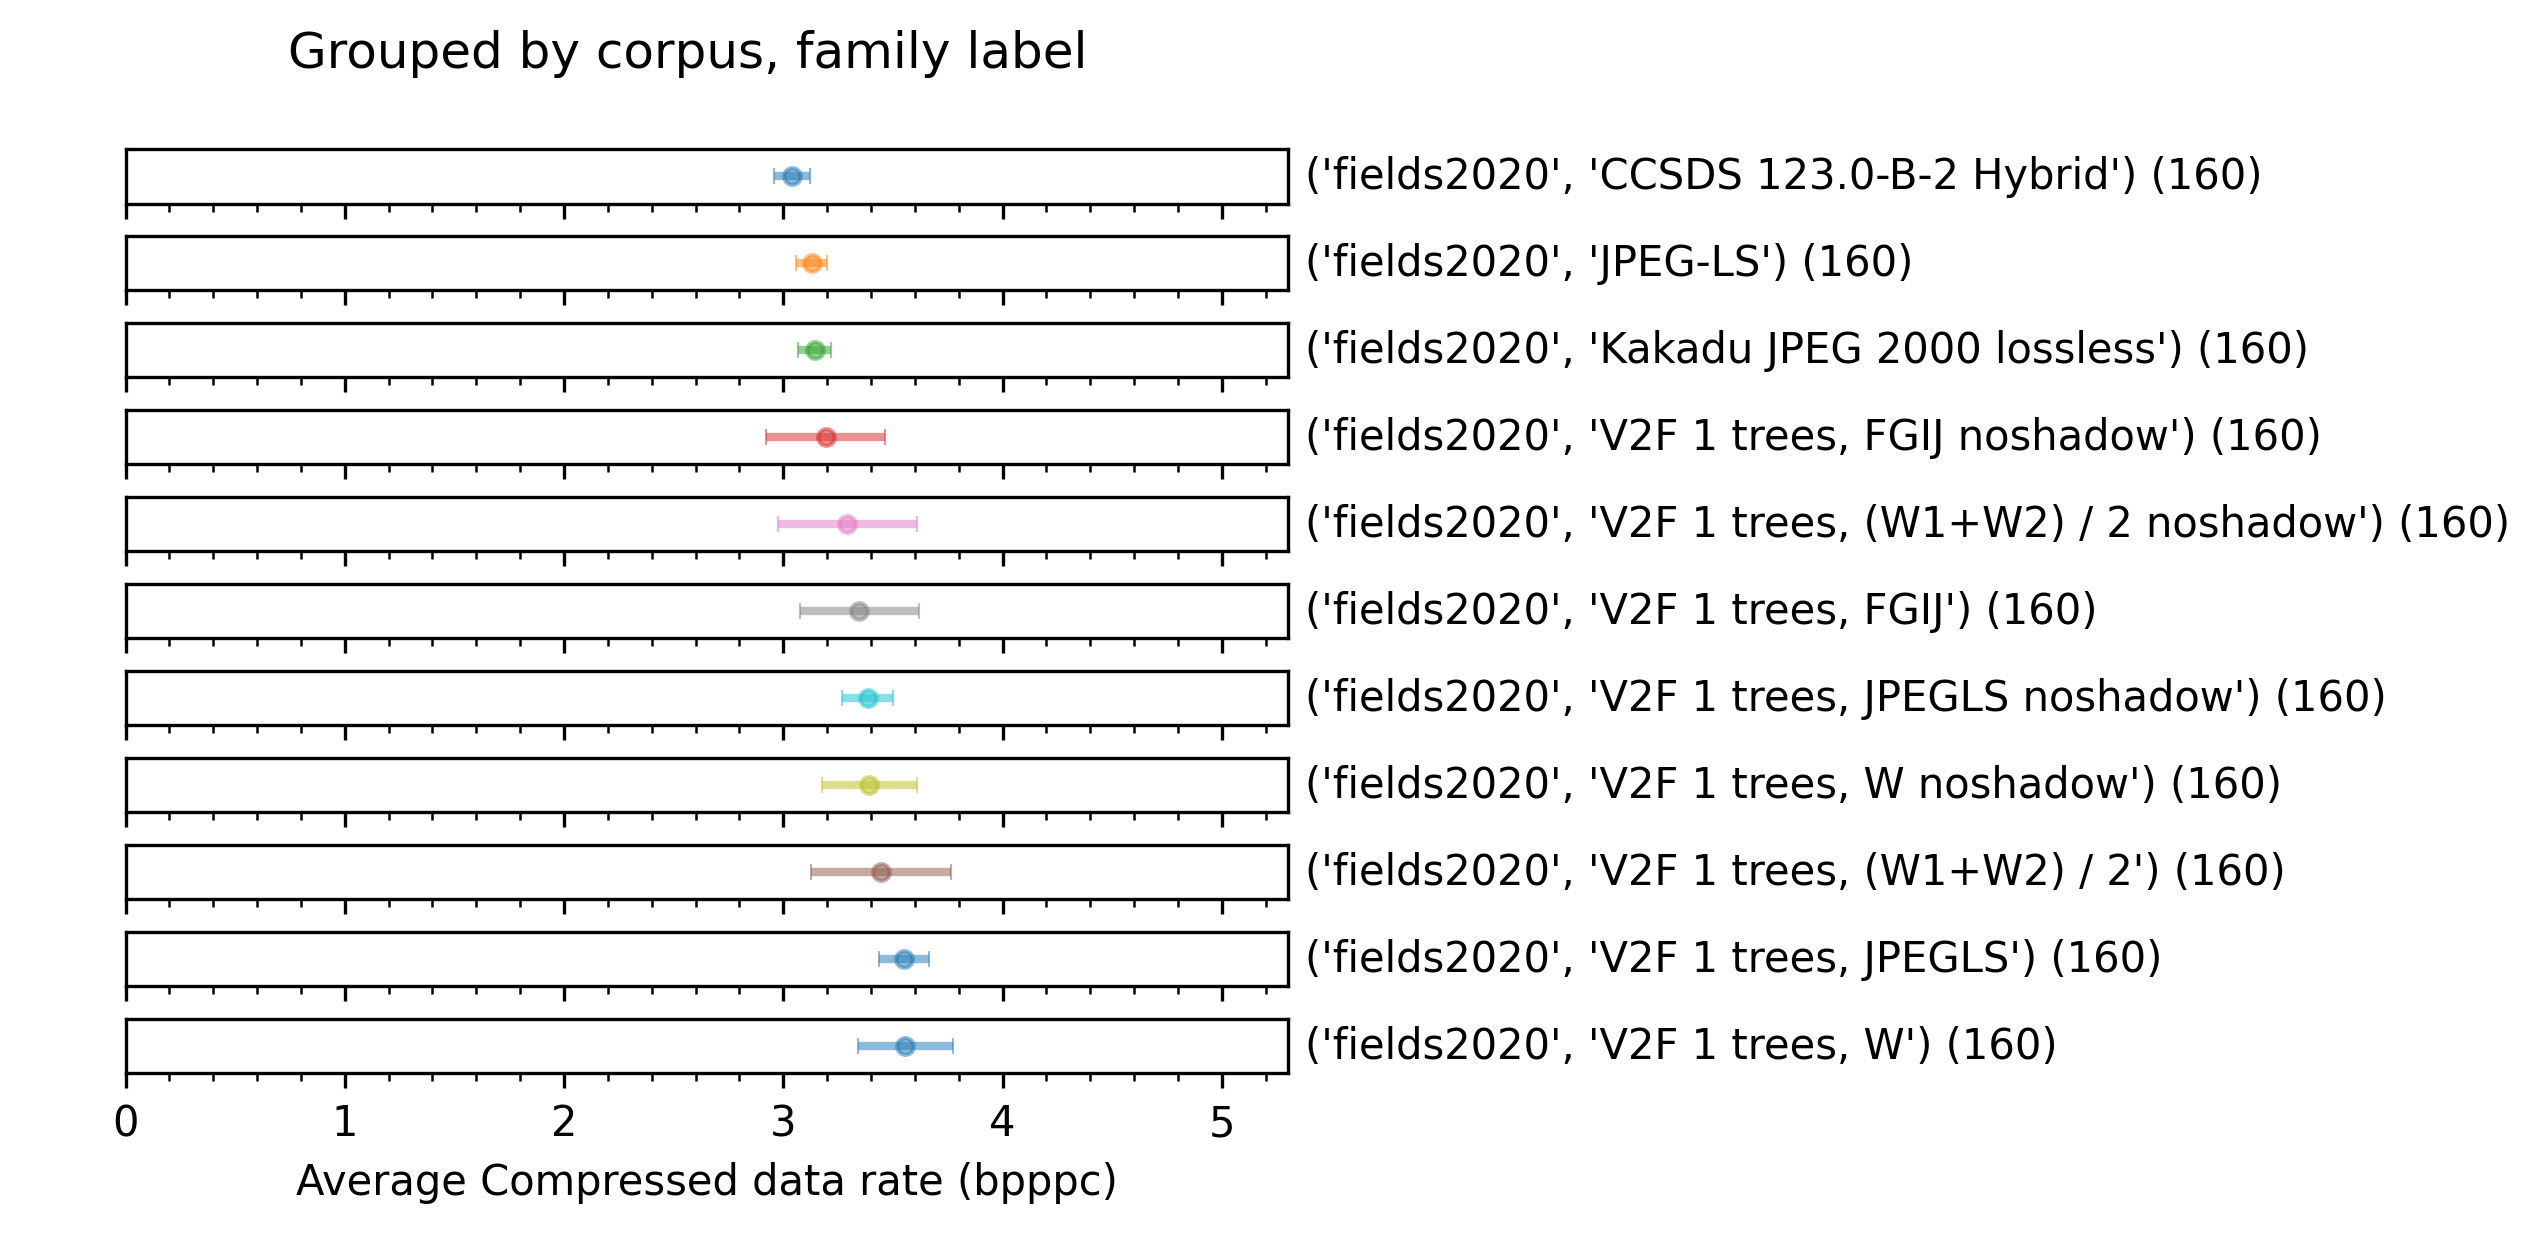 Grouped by corpus, family label
('fields2020', 'CCSDS 123.0-B-2 Hybrid') (160)
('fields2020', 'JPEG-LS') (160)
('fields2020', 'Kakadu JPEG 2000 lossless') (160)
('fields2020', 'V2F 1 trees, FGIJ noshadow') (160)
('fields2020', 'V2F 1 trees, (W1+W2) / 2 noshadow') (160)
('fields2020', 'V2F 1 trees, FGIJ') (160)
('fields2020', 'V2F 1 trees, JPEGLS noshadow') (160)
('fields2020', 'V2F 1 trees, W noshadow') (160)
('fields2020', 'V2F 1 trees, (W1+W2) / 2') (160)
('fields2020', 'V2F 1 trees, JPEGLS') (160)
('fields2020', 'V2F 1 trees, W') (160)
0 1 2 3 4 5
Average Compressed data rate (bpppc)